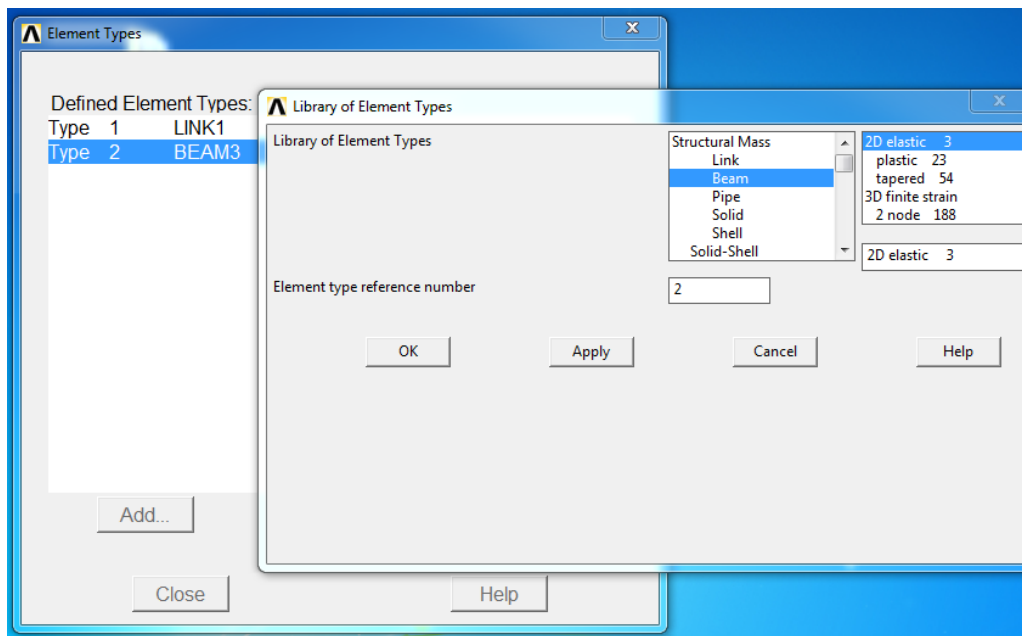 Element Types
Defined Element Types:
Type 1 LINK1
Type 2 BEAM3
Add...
Close
Help
Library of Element Types
Library of Element Types
Structural Mass
Link
Beam
Pipe
Solid
Shell
Solid-Shell
2D elastic 3
plastic 23
tapered 54
3D finite strain
2 node 188
2D elastic 3
Element type reference number
2
OK
Apply
Cancel
Help